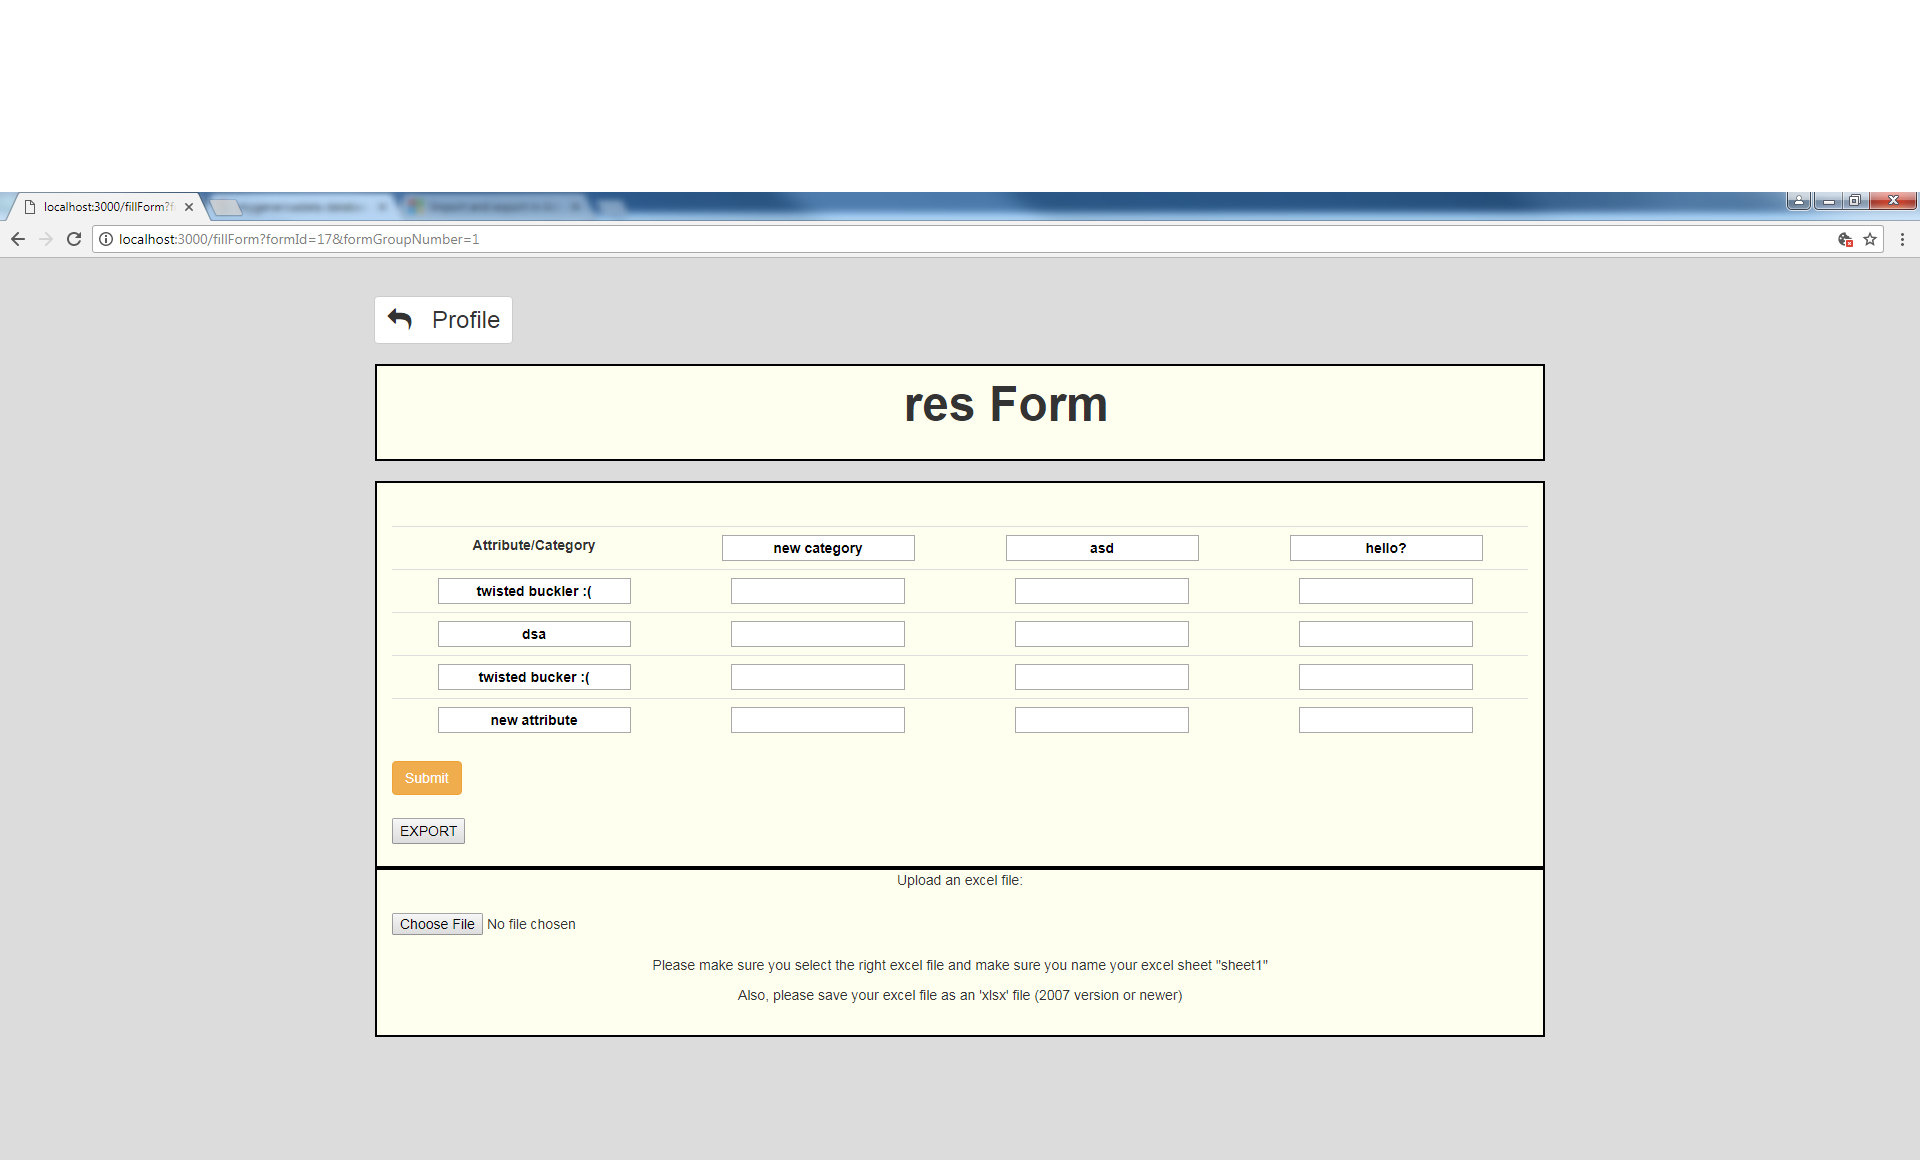 localhost:3000/fillForm?f
localhost:3000/fillForm?formId=17&formGroupNumber=1
Profile
res Form
Attribute/Category new category asd hello?
twisted buckler :(
dsa
twisted bucker :(
new attribute
Submit
EXPORT
Upload an excel file:
Choose File No file chosen
Please make sure you select the right excel file and make sure you name your excel sheet "sheet1"
Also, please save your excel file as an 'xlsx' file (2007 version or newer)